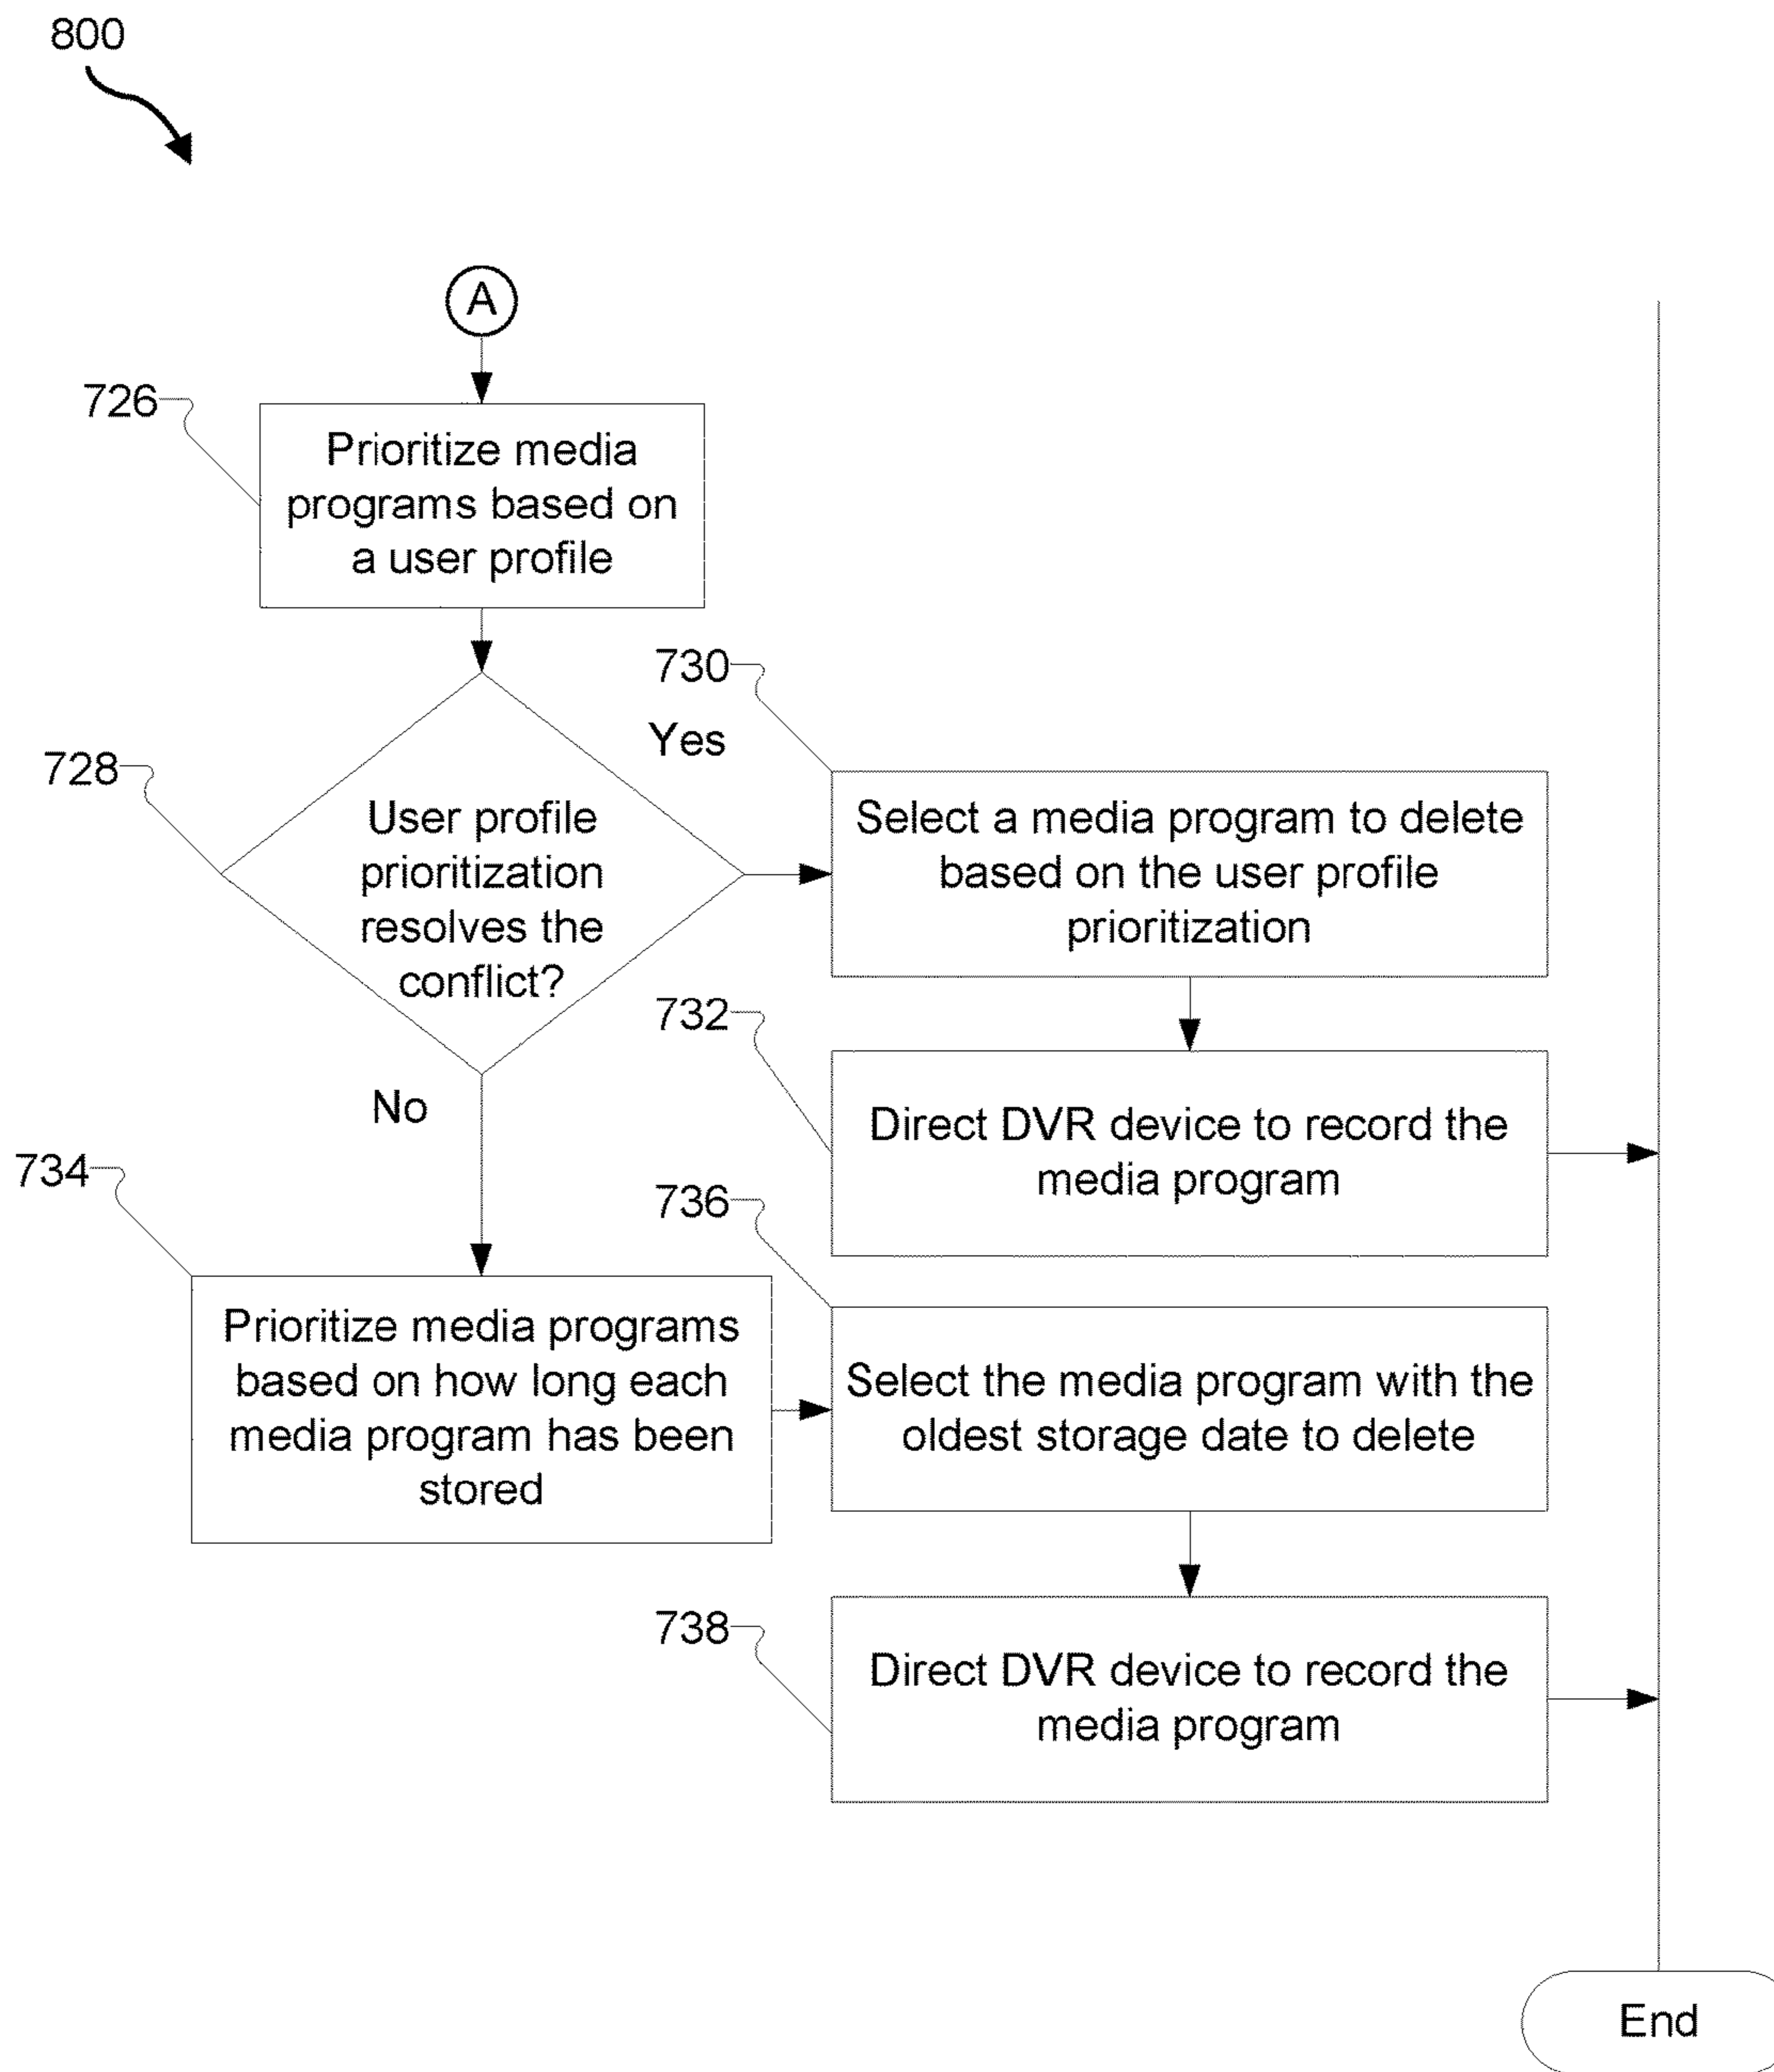 800
A
726
Prioritize media
programs based on
a user profile
728
User profile
prioritization
resolves the
conflict?
Yes
730
Select a media program to delete
based on the user profile
prioritization
732
Direct DVR device to record the
media program
No
734
Prioritize media programs
based on how long each
media program has been
stored
736
Select the media program with the
oldest storage date to delete
738
Direct DVR device to record the
media program
End